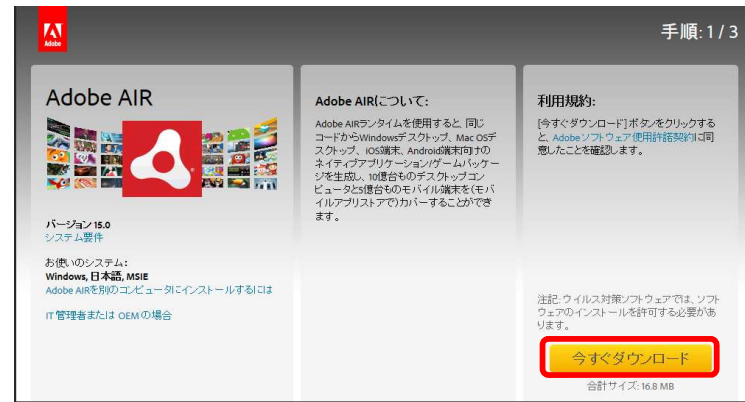 Adobe
手順: 1 / 3
Adobe AIR
バージョン 15.0
システム要件
お使いのシステム:
Windows, 日本語, MSIE
Adobe AIRを別のコンピュータにインストールするには
IT 管理者または OEM の場合
Adobe AIRについて:
Adobe AIRランタイムを使用すると、同じ
コードからWindowsデスクトップ、Mac OSデ
スクトップ、iOS端末、Android端末向けの
ネイティブアプリケーション/ゲームパッケー
ジを生成し、10億台ものデスクトップコン
ピュータと5億台ものモバイル端末を(モバ
イルアプリストアで)カバーすることができ
ます。
利用規約:
[今すぐダウンロード]ボタンをクリックする
と、Adobe ソフトウェア使用許諾契約に同
意したことを確認します。
注記: ウイルス対策ソフトウェアでは、ソフト
ウェアのインストールを許可する必要があ
ります。
今すぐダウンロード
合計サイズ: 16.8 MB